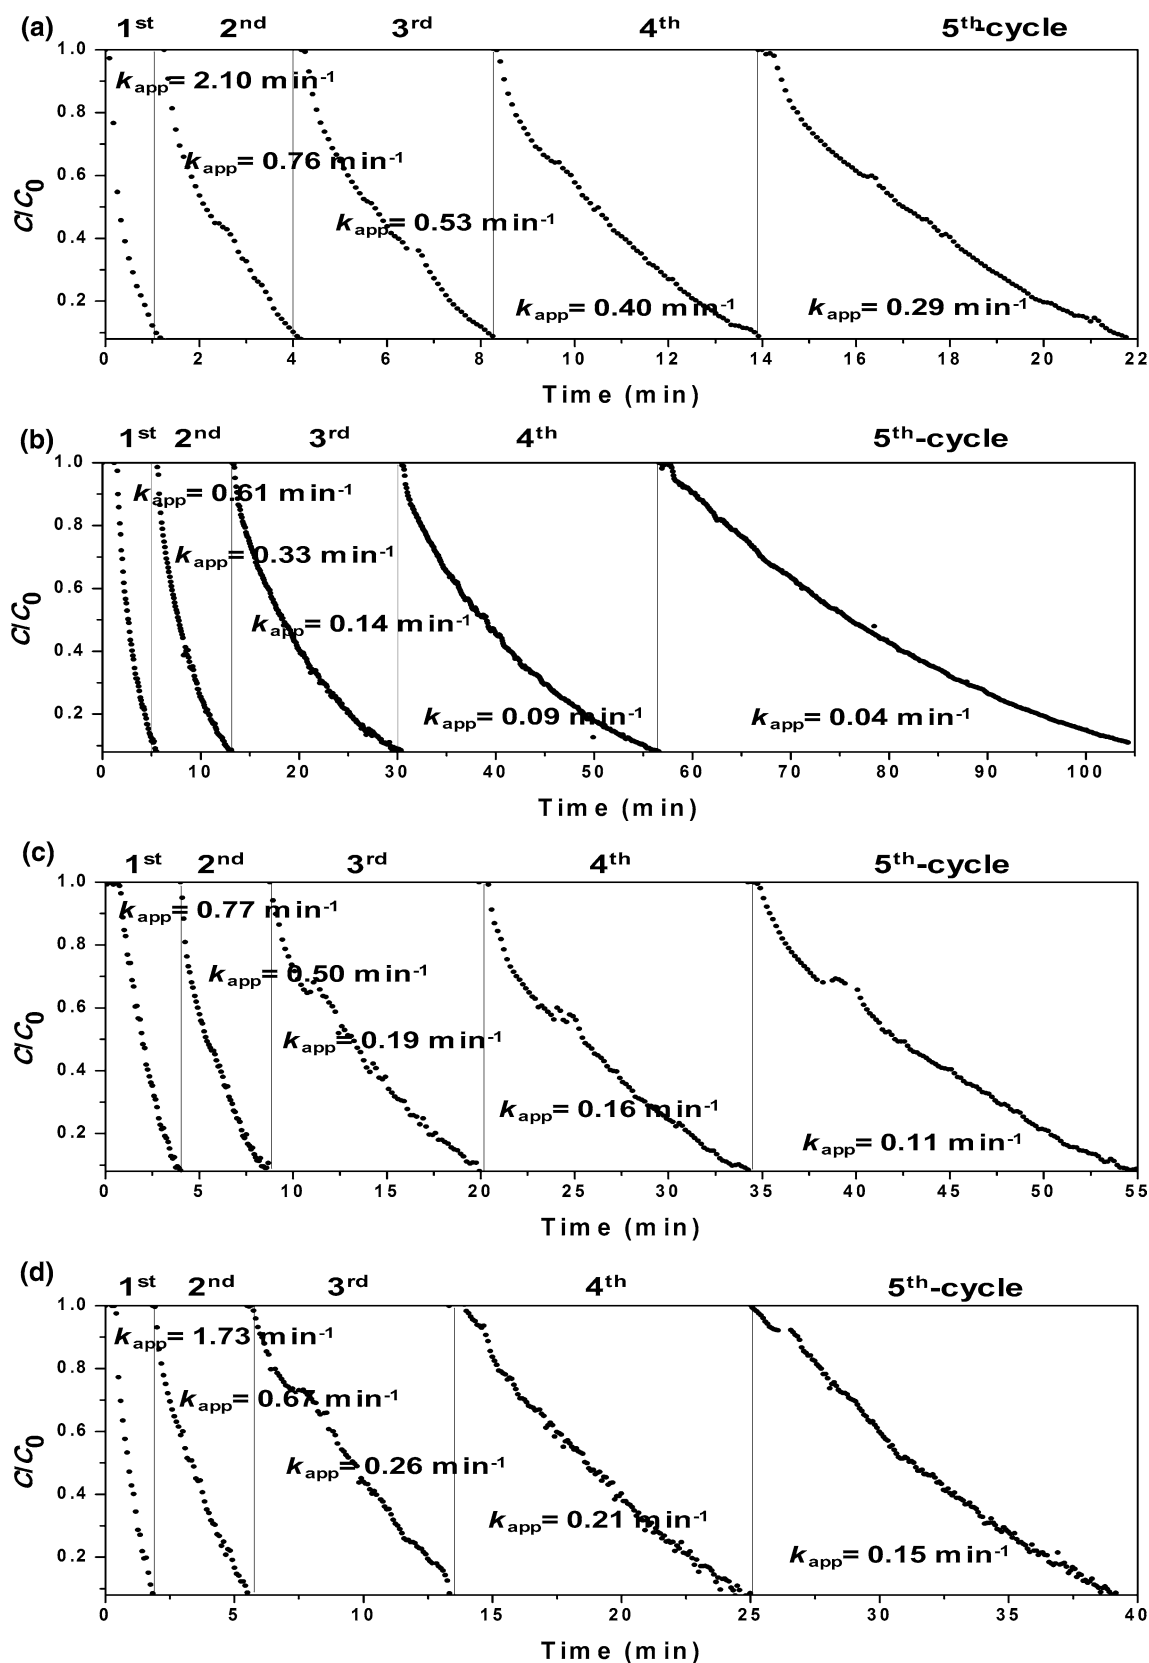 (a) 1st 2nd 3rd 4th 5th-cycle
1.0
kapp= 2.10 min-1
0.8
kapp= 0.76 min-1
0.6
kapp= 0.53 min-1
0.4
kapp= 0.40 min-1
kapp= 0.29 min-1
0.2
C/C0
0 2 4 6 8 10 12 14 16 18 20 22
Time (min)
(b) 1st 2nd 3rd 4th 5th-cycle
1.0
kapp= 0.61 min-1
0.8
kapp= 0.33 min-1
0.6
kapp= 0.14 min-1
0.4
kapp= 0.09 min-1
kapp= 0.04 min-1
0.2
C/C0
0 10 20 30 40 50 60 70 80 90 100
Time (min)
(c) 1st 2nd 3rd 4th 5th-cycle
1.0
kapp= 0.77 min-1
0.8
kapp= 0.50 min-1
0.6
kapp= 0.19 min-1
0.4
kapp= 0.16 min-1
kapp= 0.11 min-1
0.2
C/C0
0 5 10 15 20 25 30 35 40 45 50 55
Time (min)
(d) 1st 2nd 3rd 4th 5th-cycle
1.0
kapp= 1.73 min-1
0.8
kapp= 0.67 min-1
0.6
kapp= 0.26 min-1
0.4
kapp= 0.21 min-1
kapp= 0.15 min-1
0.2
C/C0
0 5 10 15 20 25 30 35 40
Time (min)